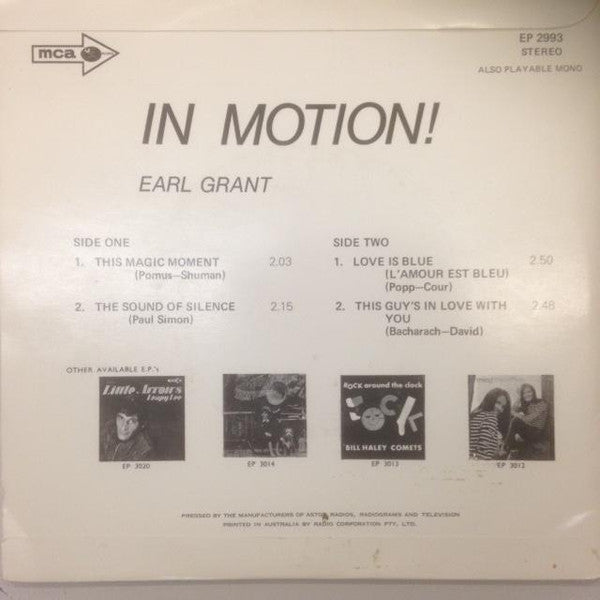 mca
EP 2993
STEREO
ALSO PLAYABLE MONO
IN MOTION!
EARL GRANT
SIDE ONE
1. THIS MAGIC MOMENT 2.03
(Pomus—Shuman)
2. THE SOUND OF SILENCE 2.15
(Paul Simon)
SIDE TWO
1. LOVE IS BLUE 2.50
(L'AMOUR EST BLEU)
(Popp—Cour)
2. THIS GUY'S IN LOVE WITH 2.48
YOU
(Bacharach—David)
OTHER AVAILABLE E.P.'s
Little Arrows
Leapy Lee
EP 3020
EP 3014
ROCK around the clock
ROCK
BILL HALEY COMETS
EP 3013
EP 3012
PRESSED BY THE MANUFACTURERS OF ASTOR RADIOS, RADIOGRAMS AND TELEVISION
PRINTED IN AUSTRALIA BY RADIO CORPORATION PTY. LTD.